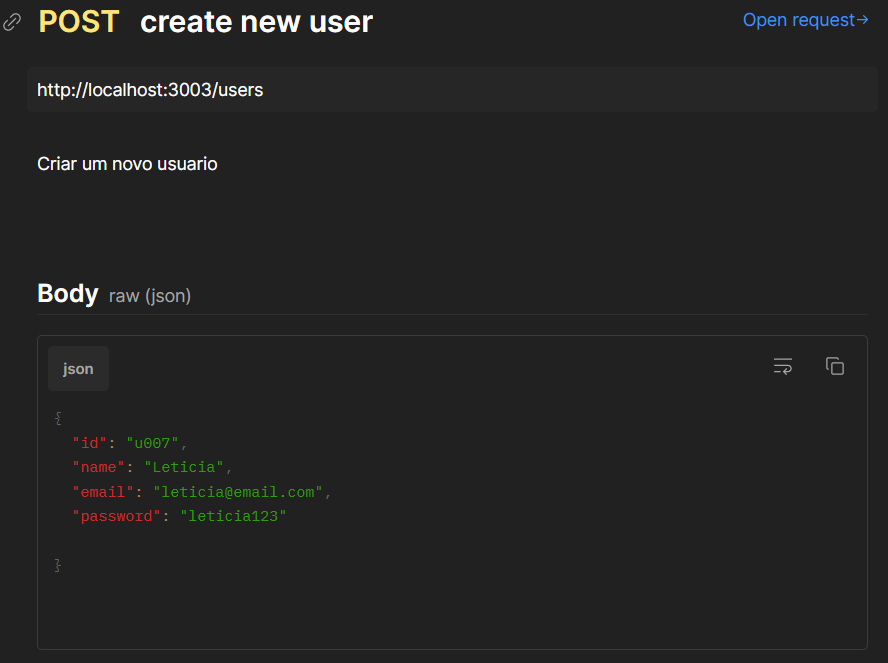 POST create new user
Open request→
http://localhost:3003/users
Criar um novo usuario
Body raw (json)
json
{
"id": "u007",
"name": "Leticia",
"email": "leticia@email.com",
"password": "leticia123"
}